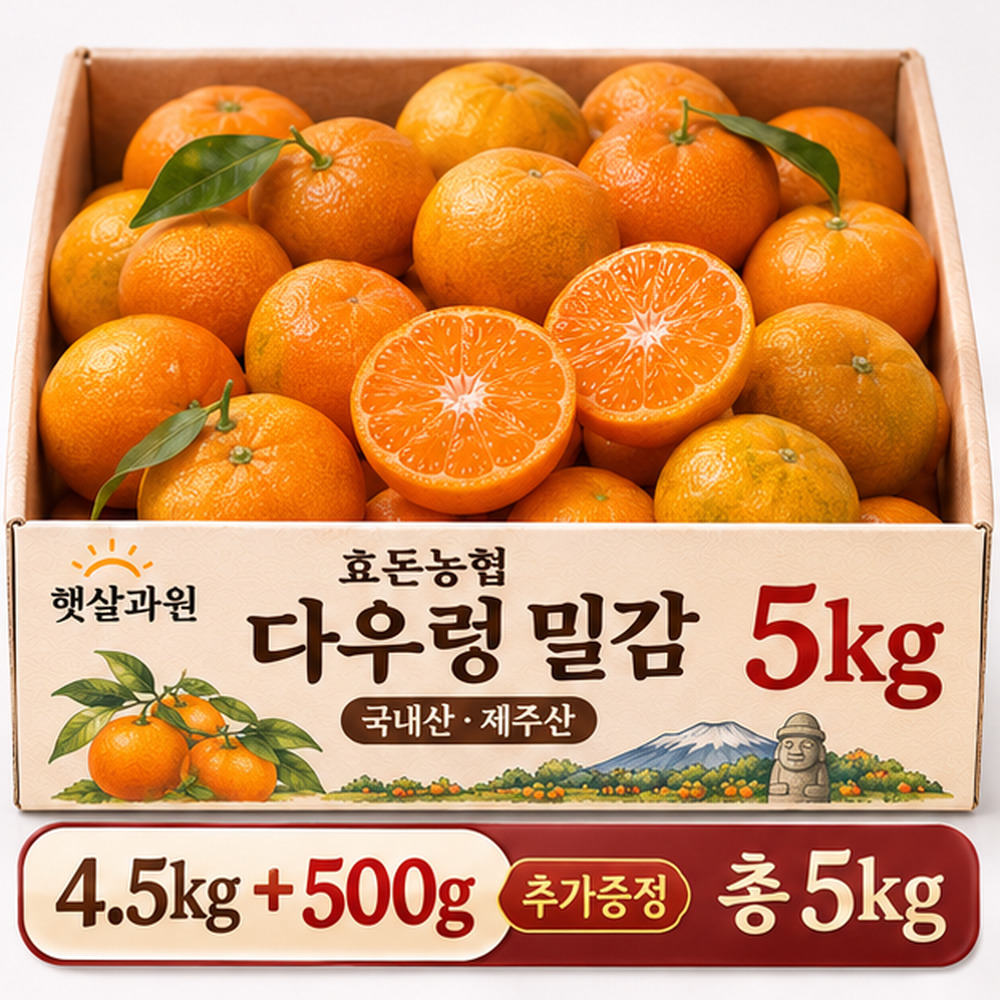 햇살과원
효돈농협
다우렁 밀감
5kg
국내산·제주산
4.5kg+500g
추가증정
총 5kg